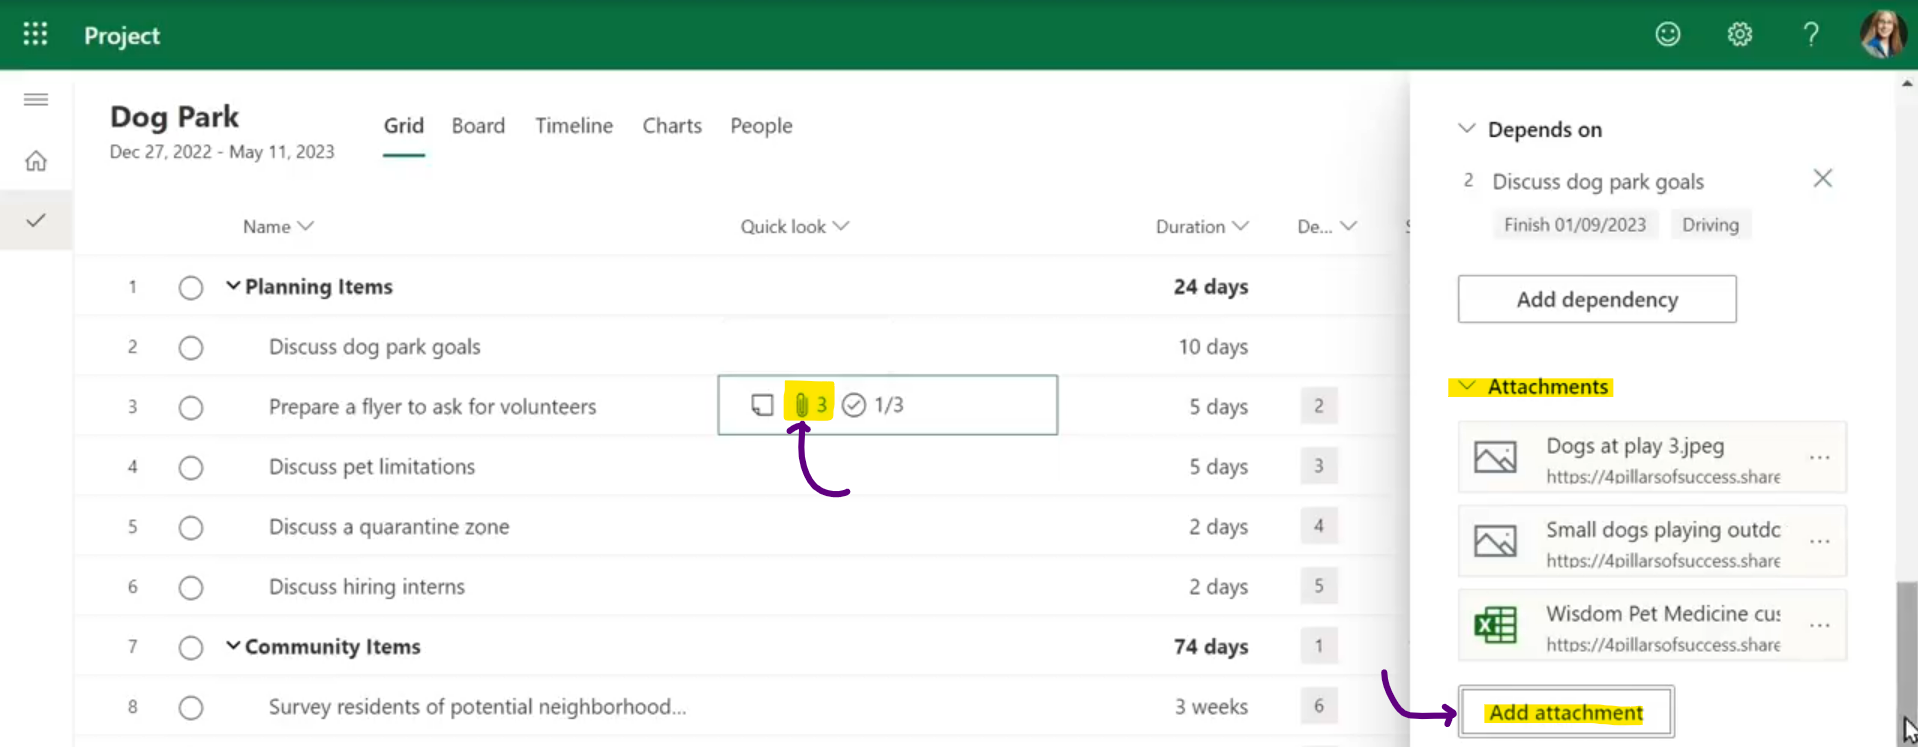 Project
?
Dog Park
Dec 27, 2022 - May 11, 2023
Grid Board Timeline Charts People
Name Quick look Duration De...
1 Planning Items 24 days
2 Discuss dog park goals 10 days
3 Prepare a flyer to ask for volunteers 3 1/3 5 days 2
4 Discuss pet limitations 5 days 3
5 Discuss a quarantine zone 2 days 4
6 Discuss hiring interns 2 days 5
7 Community Items 74 days 1
8 Survey residents of potential neighborhood... 3 weeks 6
Depends on
2 Discuss dog park goals
Finish 01/09/2023 Driving
Add dependency
Attachments
Dogs at play 3.jpeg
https://4pillarsofsuccess.share
...
Small dogs playing outdc
https://4pillarsofsuccess.share
...
Wisdom Pet Medicine cus
https://4pillarsofsuccess.share
...
Add attachment